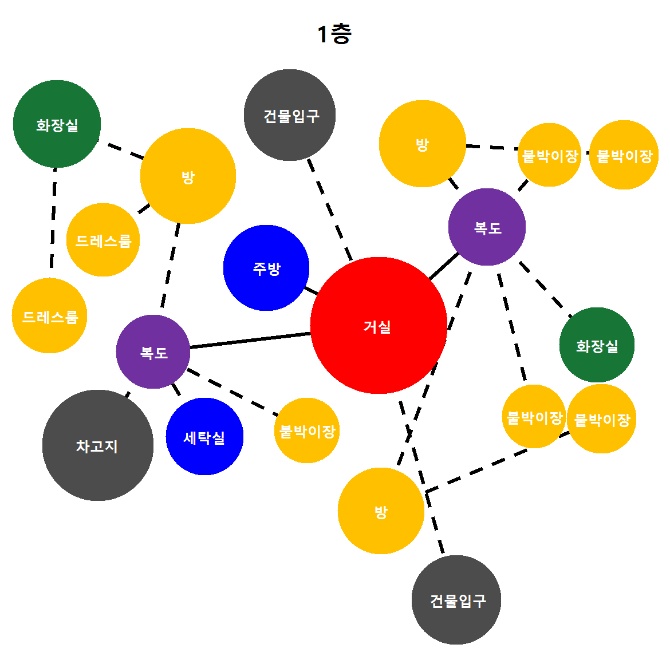 1층
화장실
건물입구
방
붙박이장
붙박이장
방
드레스룸
복도
주방
드레스룸
거실
복도
화장실
차고지
세탁실
붙박이장
붙박이장
붙박이장
방
건물입구